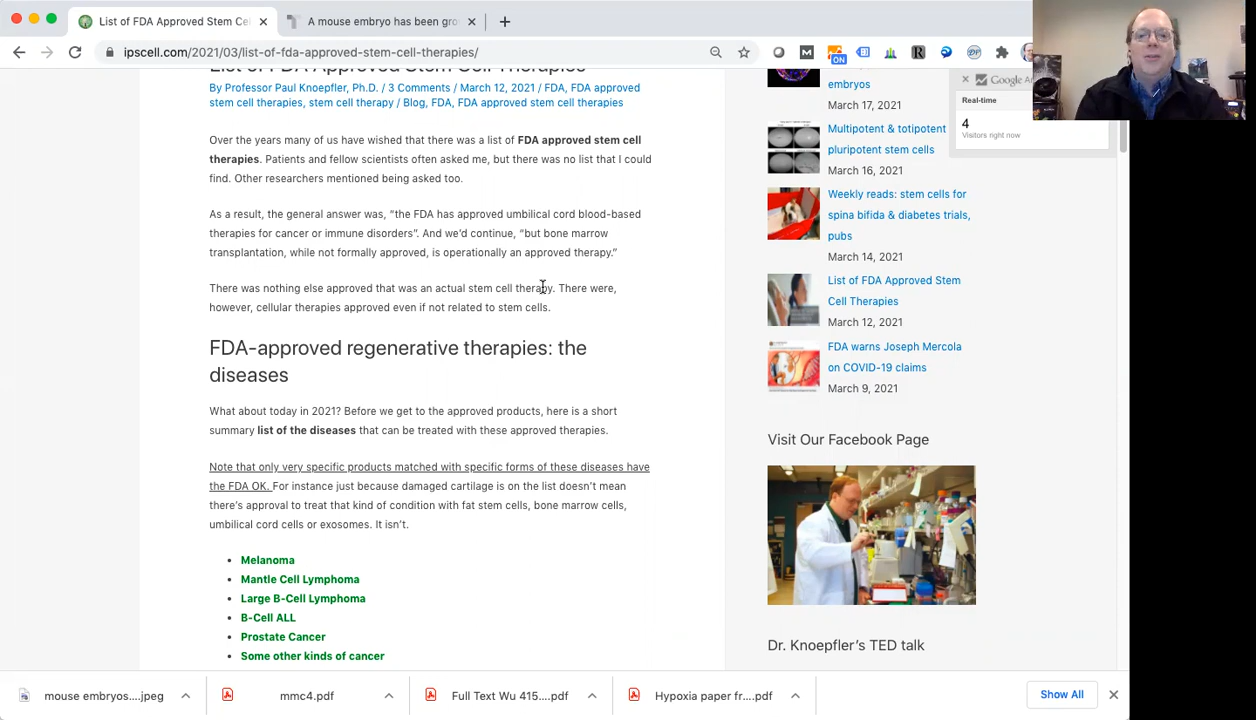 List of FDA Approved Stem Ce
A mouse embryo has been gro
ipscell.com/2021/03/list-of-fda-approved-stem-cell-therapies/
ON
List of FDA Approved Stem Cell Therapies
By Professor Paul Knoepfler, Ph.D. / 3 Comments / March 12, 2021 / FDA, FDA approved
stem cell therapies, stem cell therapy / Blog, FDA, FDA approved stem cell therapies
Over the years many of us have wished that there was a list of FDA approved stem cell
therapies. Patients and fellow scientists often asked me, but there was no list that I could
find. Other researchers mentioned being asked too.
As a result, the general answer was, “the FDA has approved umbilical cord blood-based
therapies for cancer or immune disorders”. And we’d continue, “but bone marrow
transplantation, while not formally approved, is operationally an approved therapy.”
There was nothing else approved that was an actual stem cell therapy. There were,
however, cellular therapies approved even if not related to stem cells.
FDA-approved regenerative therapies: the
diseases
What about today in 2021? Before we get to the approved products, here is a short
summary list of the diseases that can be treated with these approved therapies.
Note that only very specific products matched with specific forms of these diseases have
the FDA OK. For instance just because damaged cartilage is on the list doesn’t mean
there’s approval to treat that kind of condition with fat stem cells, bone marrow cells,
umbilical cord cells or exosomes. It isn’t.
Melanoma
Mantle Cell Lymphoma
Large B-Cell Lymphoma
B-Cell ALL
Prostate Cancer
Some other kinds of cancer
embryos
March 17, 2021
Multipotent & totipotent
pluripotent stem cells
March 16, 2021
Weekly reads: stem cells for
spina bifida & diabetes trials,
pubs
March 14, 2021
List of FDA Approved Stem
Cell Therapies
March 12, 2021
FDA warns Joseph Mercola
on COVID-19 claims
March 9, 2021
Visit Our Facebook Page
Dr. Knoepfler’s TED talk
Google An
Real-time
4
Visitors right now
mouse embryos....jpeg
mmc4.pdf
Full Text Wu 415....pdf
Hypoxia paper fr....pdf
Show All